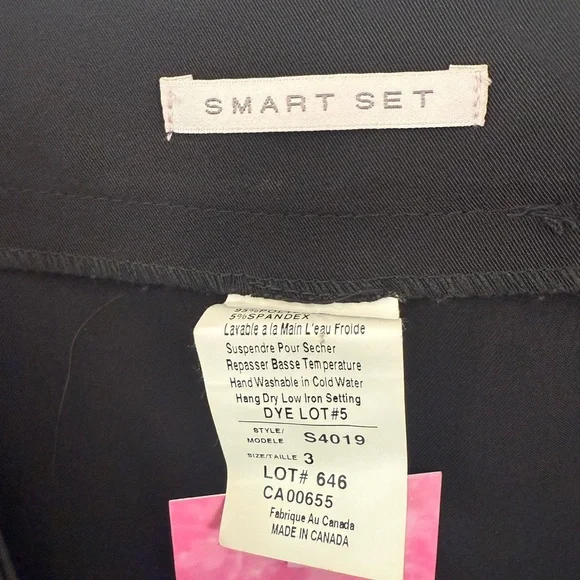 SMART SET
5%SPANDEX
Lavable a la Main L'eau Froide
Suspendre Pour Secher
Repasser Basse Temperature
Hand Washable in Cold Water
Hang Dry Low Iron Setting
DYE LOT#5
STYLE/
MODELE S4019
SIZE/TAILLE 3
LOT# 646
CA00655
Fabrique Au Canada
MADE IN CANADA